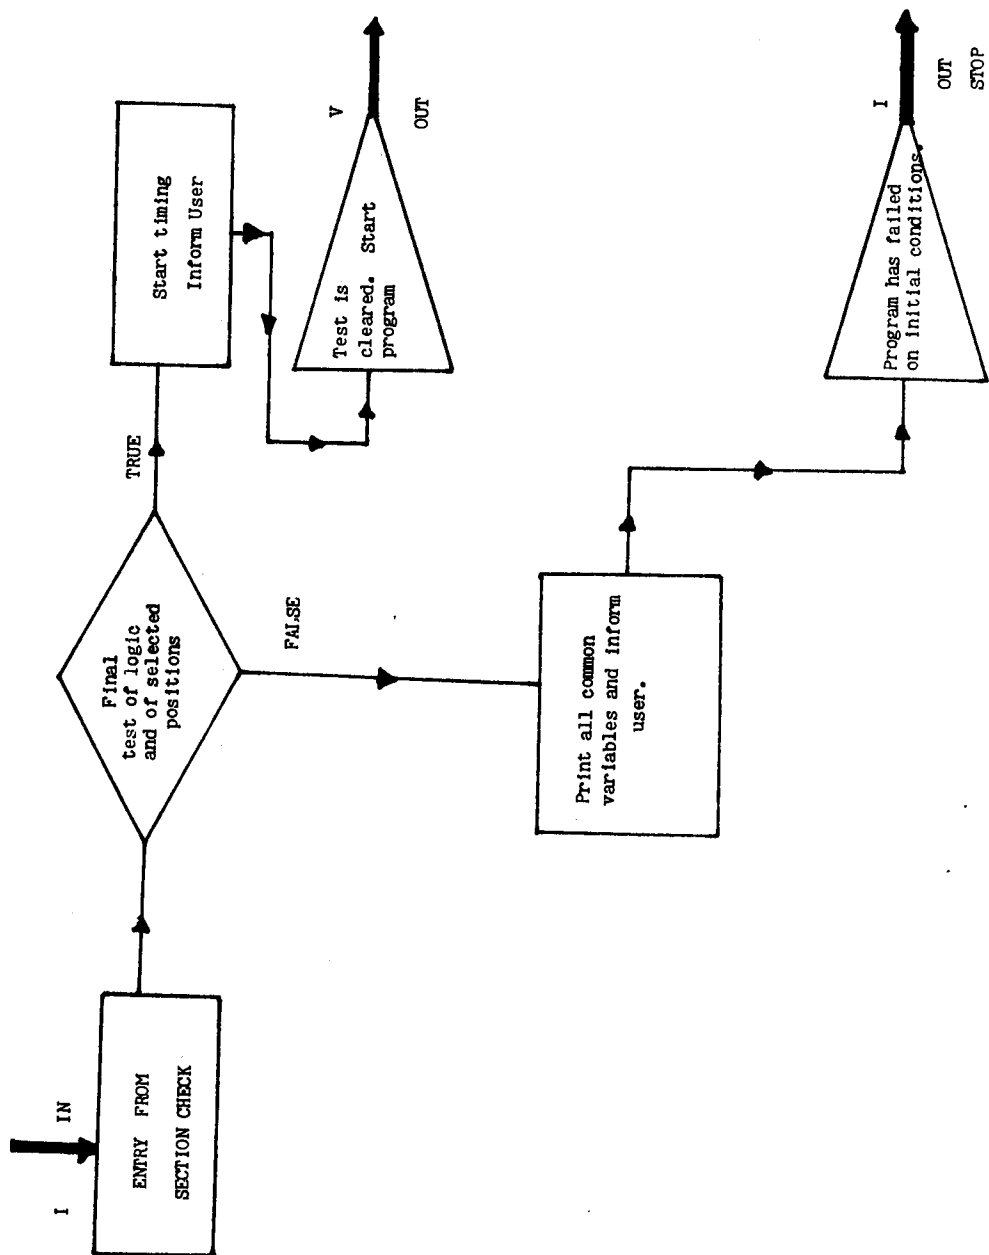 I
IN
ENTRY FROM
SECTION CHECK
Final
test of logic
and of selected
positions
TRUE
Start timing
Inform User
Test is
cleared. Start
program
V
OUT
FALSE
Print all common
variables and inform
user.
Program has failed
on initial conditions.
I
OUT
STOP